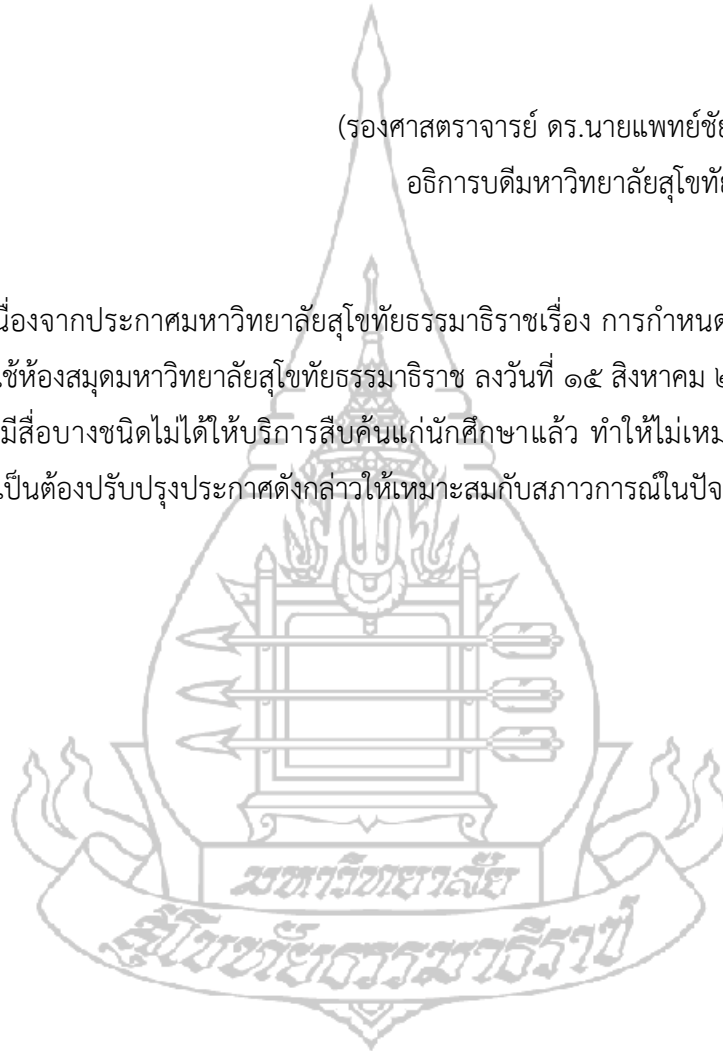 (รองศาสตราจารย์ ดร.นายแพทย์ชัย
อธิการบดีมหาวิทยาลัยสุโขทัย
นื่องจากประกาศมหาวิทยาลัยสุโขทัยธรรมาธิราชเรื่อง การกำหนด
ช้ห้องสมุดมหาวิทยาลัยสุโขทัยธรรมาธิราช ลงวันที่ ๑๕ สิงหาคม ๒
มีสื่อบางชนิดไม่ได้ให้บริการสืบค้นแก่นักศึกษาแล้ว ทำให้ไม่เหม
เป็นต้องปรับปรุงประกาศดังกล่าวให้เหมาะสมกับสภาวการณ์ในปัจ
มหาวิทยาลัย
สุโขทัยธรรมาธิราช